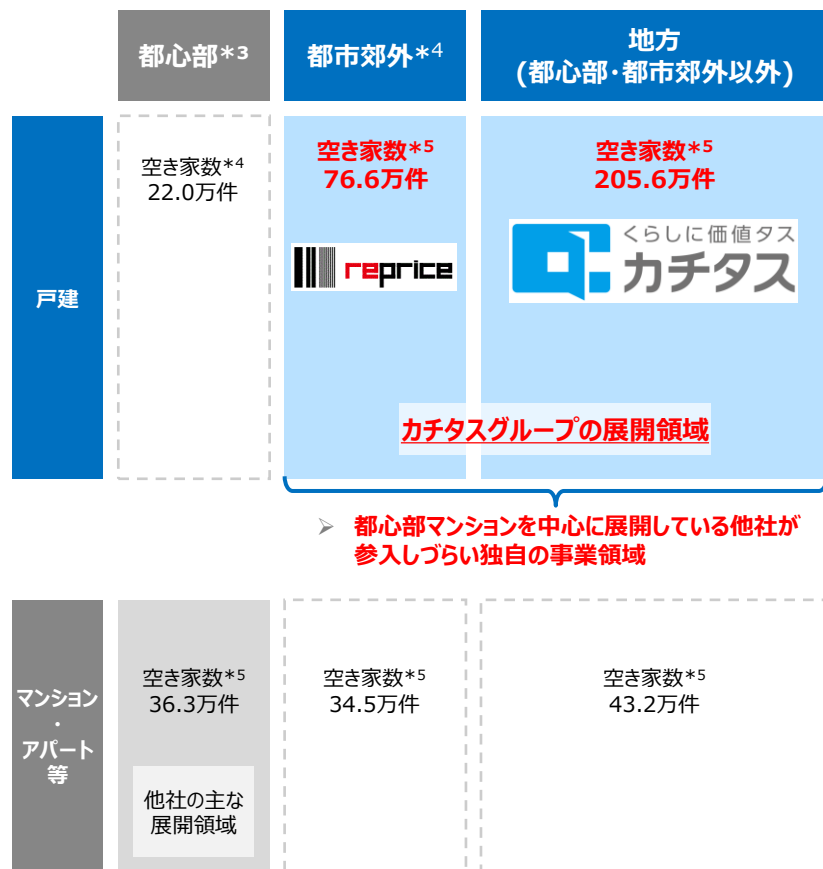 都心部*3
都市郊外*4
地方
(都心部・都市郊外以外)
戸建
空き家数*4
22.0万件
空き家数*5
76.6万件
reprice
空き家数*5
205.6万件
くらしに価値タス
カチタス
カチタスグループの展開領域
➢ 都心部マンションを中心に展開している他社が
参入しづらい独自の事業領域
マンション
・
アパート
等
空き家数*5
36.3万件
他社の主な
展開領域
空き家数*5
34.5万件
空き家数*5
43.2万件